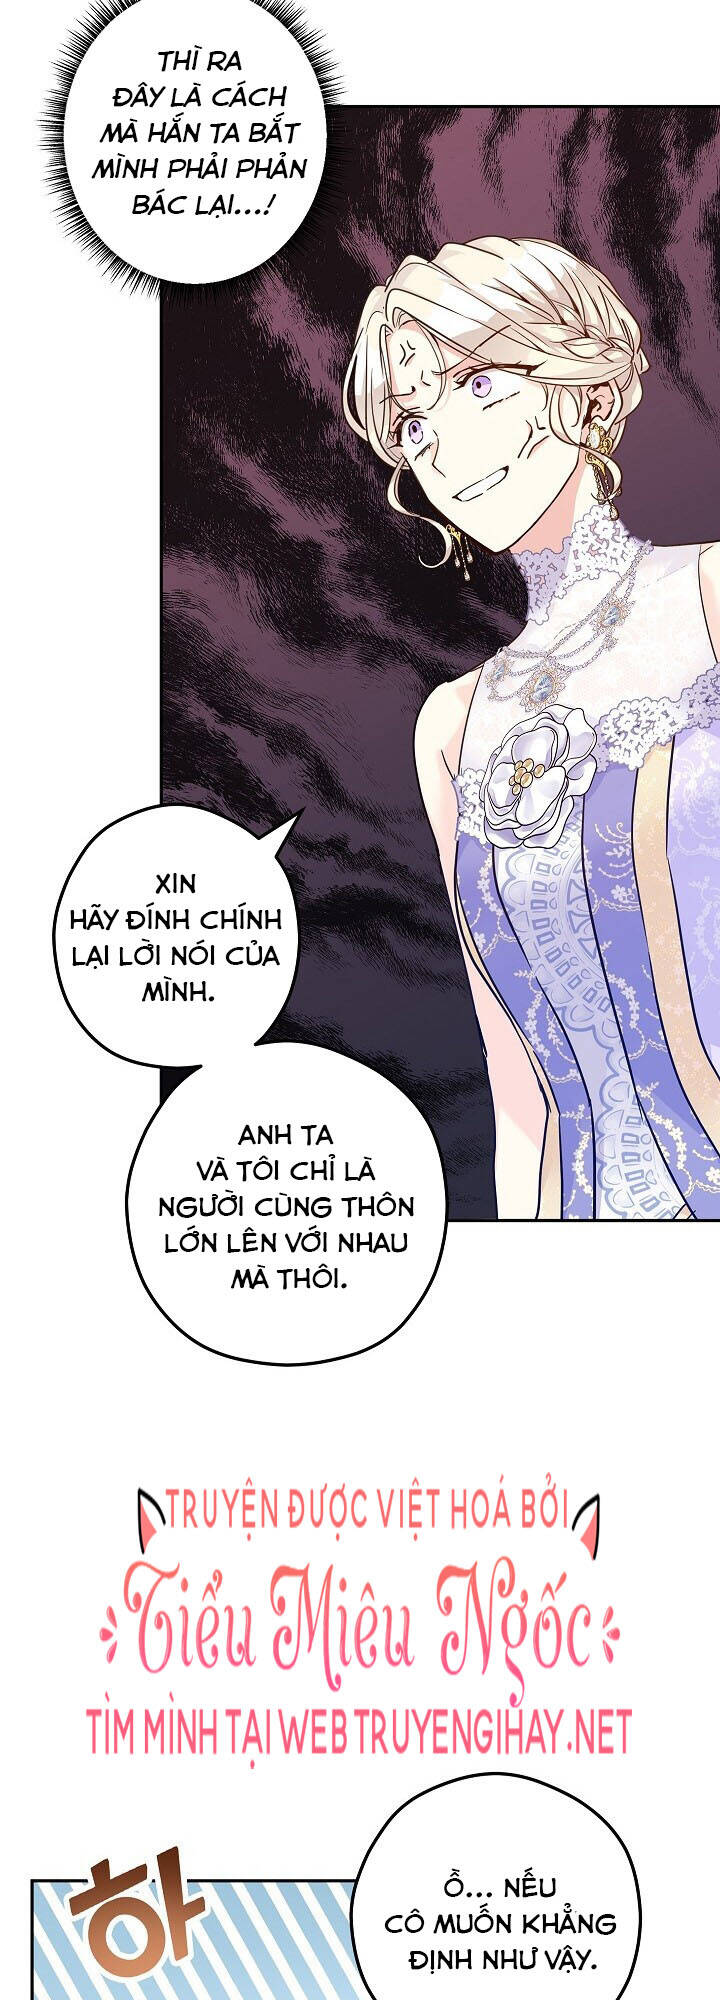 THÌ RA
ĐÂY LÀ CÁCH
MÀ HẮN TA BẮT
MÌNH PHẢI PHẢN
BÁC LẠI...!
XIN
HÃY ĐÍNH CHÍNH
LẠI LỜI NÓI CỦA
MÌNH.
ANH TA
VÀ TÔI CHỈ LÀ
NGƯỜI CÙNG THÔN
LỚN LÊN VỚI NHAU
MÀ THÔI.
TRUYỆN ĐƯỢC VIỆT HOÁ BỞI
Tiểu Miêu Ngốc
TÌM MÌNH TẠI WEB TRUYENGIHAY.NET
하
Ồ... NẾU
CÔ MUỐN KHẲNG
ĐỊNH NHƯ VẬY.